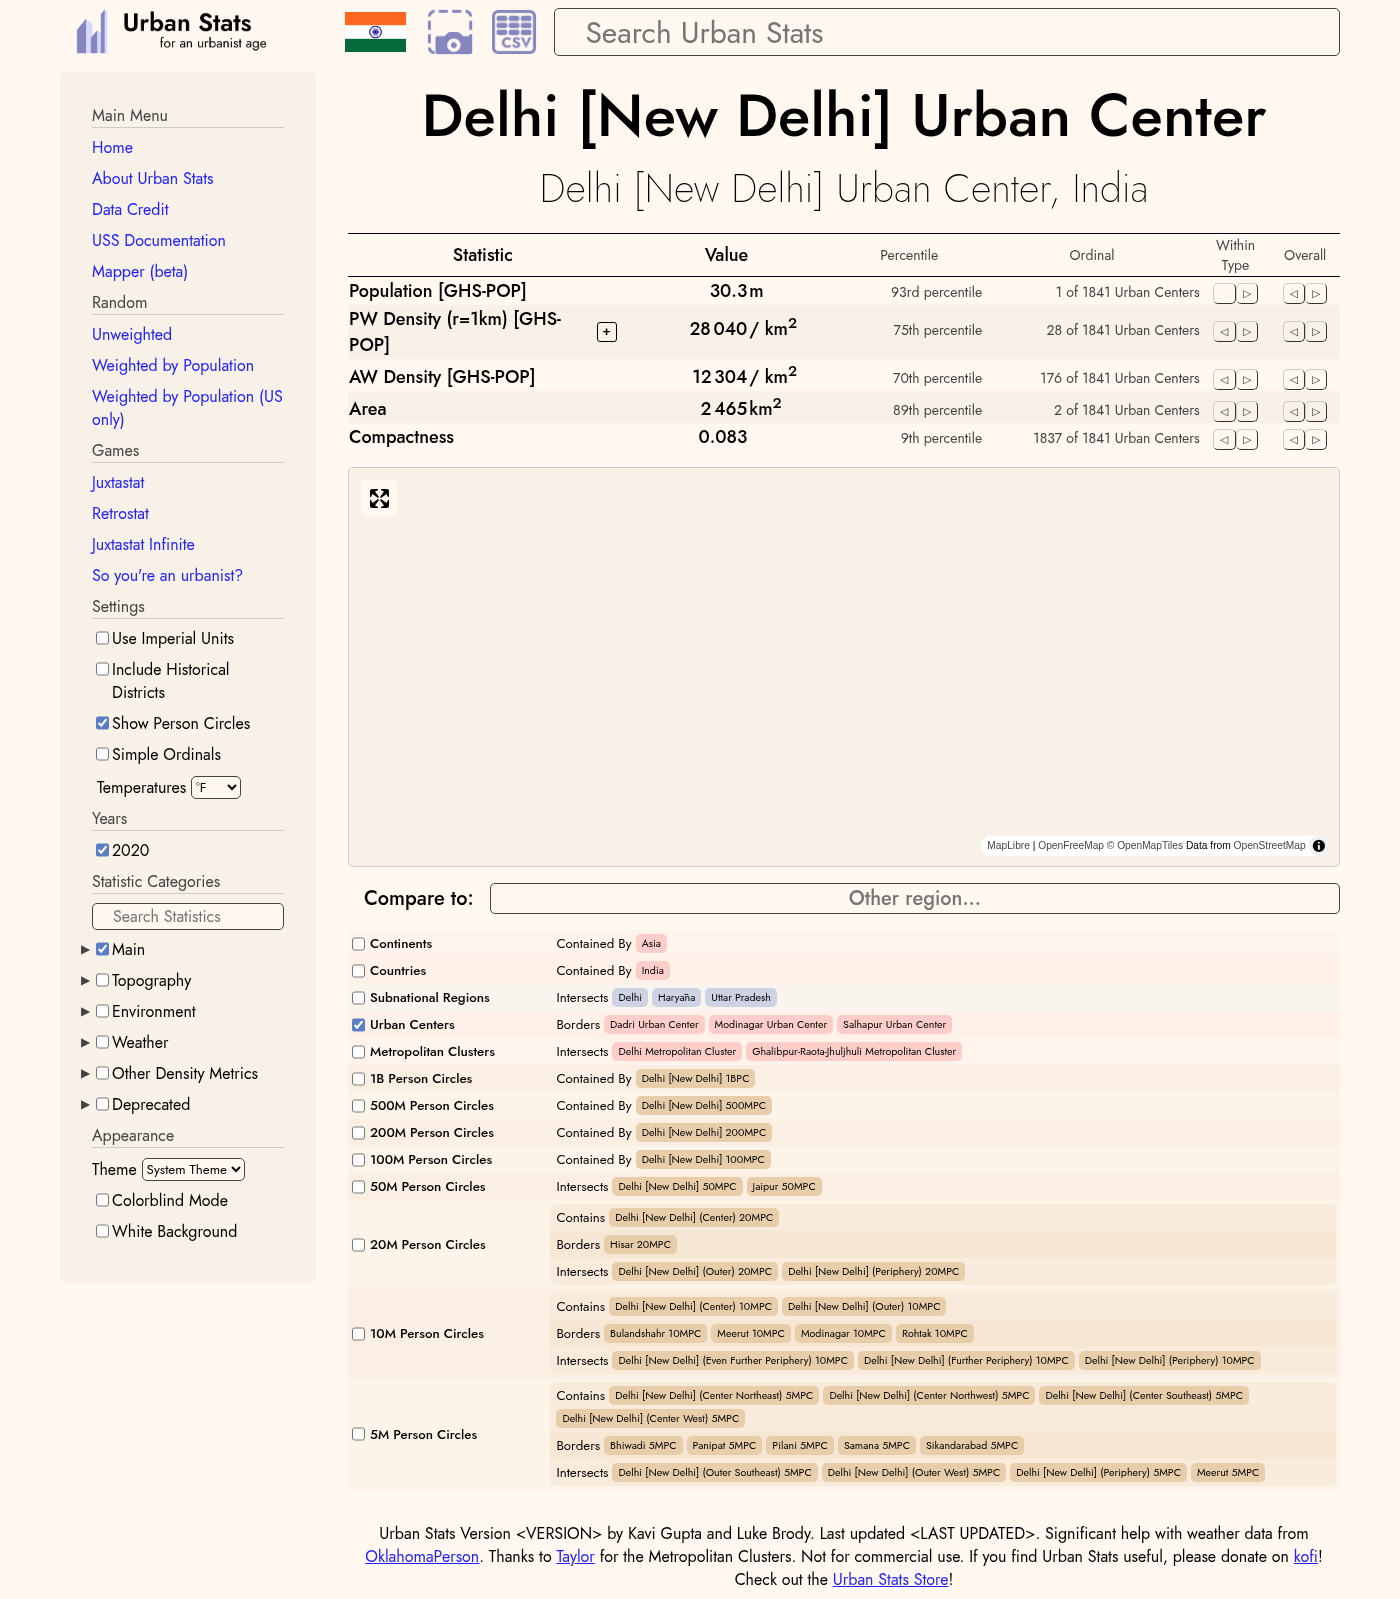 Urban Stats
for an urbanist age
CSV
Search Urban Stats
Main Menu
Home
About Urban Stats
Data Credit
USS Documentation
Mapper (beta)
Random
Unweighted
Weighted by Population
Weighted by Population (US
only)
Games
Juxtastat
Retrostat
Juxtastat Infinite
So you're an urbanist?
Settings
Use Imperial Units
Include Historical
Districts
Show Person Circles
Simple Ordinals
Temperatures °F
Years
2020
Statistic Categories
Search Statistics
Main
Topography
Environment
Weather
Other Density Metrics
Deprecated
Appearance
Theme System Theme
Colorblind Mode
White Background
Delhi [New Delhi] Urban Center
Delhi [New Delhi] Urban Center, India
Statistic Value Percentile Ordinal Within Type Overall
Population [GHS-POP] 30.3 m 93rd percentile 1 of 1841 Urban Centers
PW Density (r=1km) [GHS-
POP] + 28 040 / km² 75th percentile 28 of 1841 Urban Centers
AW Density [GHS-POP] 12 304 / km² 70th percentile 176 of 1841 Urban Centers
Area 2 465 km² 89th percentile 2 of 1841 Urban Centers
Compactness 0.083 9th percentile 1837 of 1841 Urban Centers
MapLibre | OpenFreeMap © OpenMapTiles Data from OpenStreetMap
Compare to: Other region...
Continents Contained By Asia
Countries Contained By India
Subnational Regions Intersects Delhi Haryāna Uttar Pradesh
Urban Centers Borders Dadri Urban Center Modinagar Urban Center Salhapur Urban Center
Metropolitan Clusters Intersects Delhi Metropolitan Cluster Ghalibpur-Raota-Jhuljhuli Metropolitan Cluster
1B Person Circles Contained By Delhi [New Delhi] 1BPC
500M Person Circles Contained By Delhi [New Delhi] 500MPC
200M Person Circles Contained By Delhi [New Delhi] 200MPC
100M Person Circles Contained By Delhi [New Delhi] 100MPC
50M Person Circles Intersects Delhi [New Delhi] 50MPC Jaipur 50MPC
20M Person Circles
Contains Delhi [New Delhi] (Center) 20MPC
Borders Hisar 20MPC
Intersects Delhi [New Delhi] (Outer) 20MPC Delhi [New Delhi] (Periphery) 20MPC
10M Person Circles
Contains Delhi [New Delhi] (Center) 10MPC Delhi [New Delhi] (Outer) 10MPC
Borders Bulandshahr 10MPC Meerut 10MPC Modinagar 10MPC Rohtak 10MPC
Intersects Delhi [New Delhi] (Even Further Periphery) 10MPC Delhi [New Delhi] (Further Periphery) 10MPC Delhi [New Delhi] (Periphery) 10MPC
5M Person Circles
Contains Delhi [New Delhi] (Center Northeast) 5MPC Delhi [New Delhi] (Center Northwest) 5MPC Delhi [New Delhi] (Center Southeast) 5MPC
Delhi [New Delhi] (Center West) 5MPC
Borders Bhiwadi 5MPC Panipat 5MPC Pilani 5MPC Samana 5MPC Sikandarabad 5MPC
Intersects Delhi [New Delhi] (Outer Southeast) 5MPC Delhi [New Delhi] (Outer West) 5MPC Delhi [New Delhi] (Periphery) 5MPC Meerut 5MPC
Urban Stats Version <VERSION> by Kavi Gupta and Luke Brody. Last updated <LAST UPDATED>. Significant help with weather data from
OklahomaPerson. Thanks to Taylor for the Metropolitan Clusters. Not for commercial use. If you find Urban Stats useful, please donate on kofi!
Check out the Urban Stats Store!